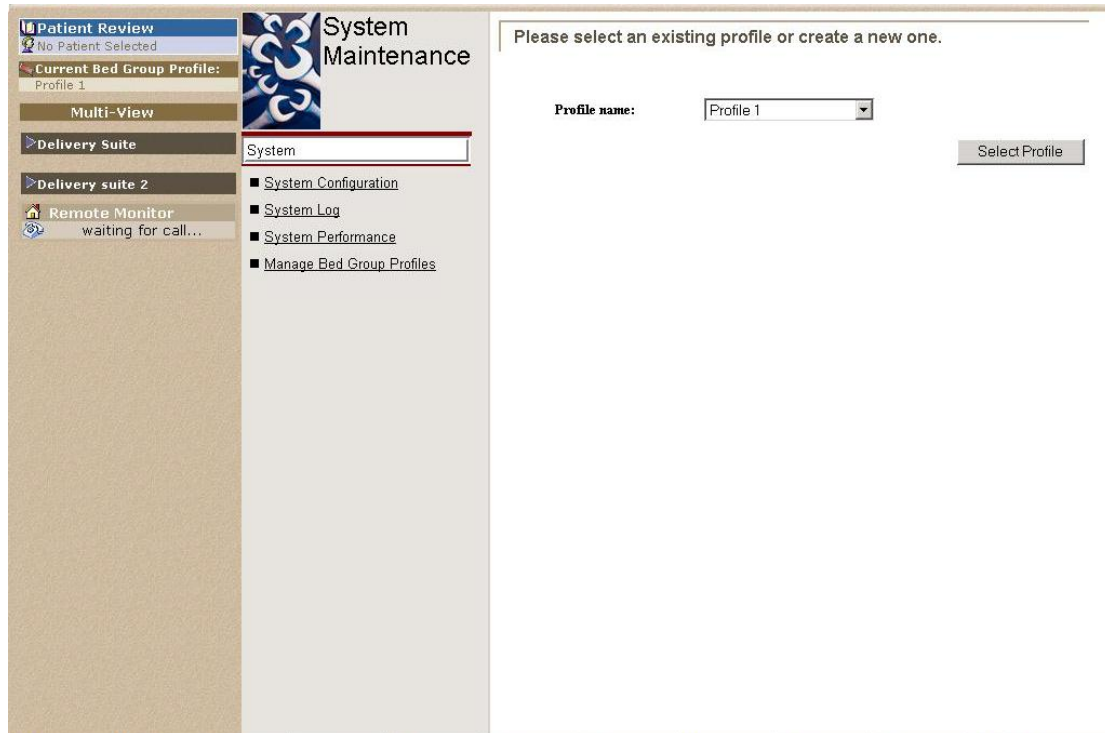 Patient Review
No Patient Selected
Current Bed Group Profile:
Profile 1
Multi-View
Delivery Suite
Delivery suite 2
Remote Monitor
waiting for call...
System
Maintenance
System
System Configuration
System Log
System Performance
Manage Bed Group Profiles
Please select an existing profile or create a new one.
Profile name:
Profile 1
Select Profile